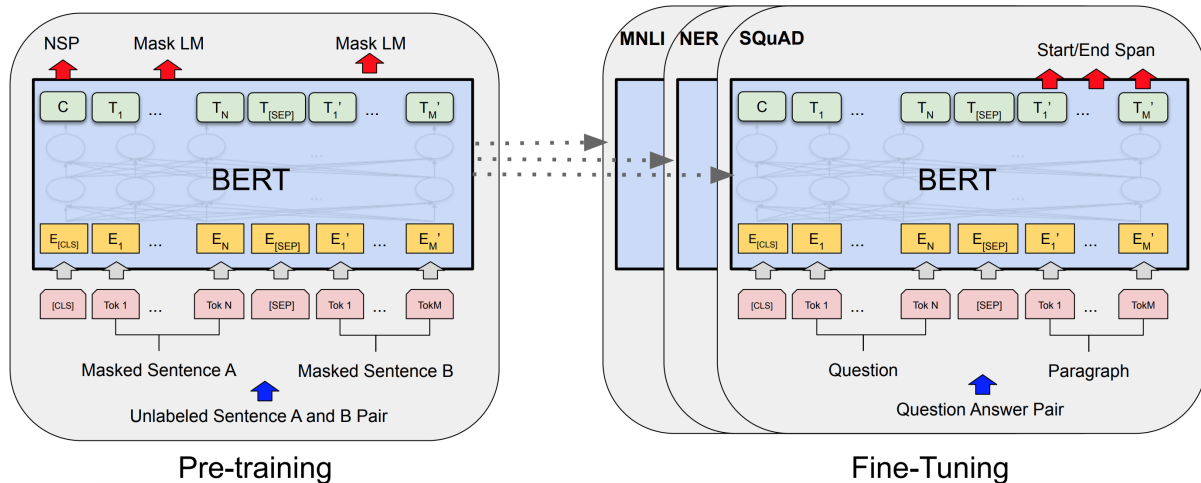 NSP Mask LM Mask LM
C T1 ... TN T[SEP] T1' ... TM'
...
...
BERT
E[CLS] E1 ... EN E[SEP] E1' ... EM'
[CLS] Tok 1 ... Tok N [SEP] Tok 1 ... TokM
Masked Sentence A Masked Sentence B
Unlabeled Sentence A and B Pair
Pre-training
MNLI NER SQuAD
Start/End Span
C T1 ... TN T[SEP] T1' ... TM'
...
...
BERT
E[CLS] E1 ... EN E[SEP] E1' ... EM'
[CLS] Tok 1 ... Tok N [SEP] Tok 1 ... TokM
Question Paragraph
Question Answer Pair
Fine-Tuning